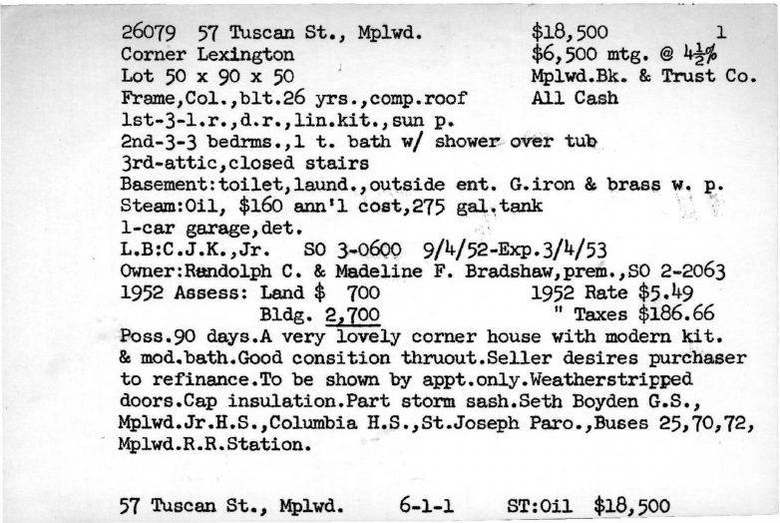 26079 57 Tuscan St., Mplwd. $18,500 1
Corner Lexington $6,500 mtg. @ 4½%
Lot 50 x 90 x 50 Mplwd.Bk. & Trust Co.
Frame,Col.,blt.26 yrs.,comp.roof All Cash
1st-3-l.r.,d.r.,lin.kit.,sun p.
2nd-3-3 bedrms.,1 t. bath w/ shower over tub
3rd-attic,closed stairs
Basement:toilet,laund.,outside ent. G.iron & brass w. p.
Steam:Oil, $160 ann'l cost,275 gal.tank
1-car garage,det.
L.B:C.J.K.,Jr. SO 3-0600 9/4/52-Exp.3/4/53
Owner:Randolph C. & Madeline F. Bradshaw,prem.,SO 2-2063
1952 Assess: Land $ 700 1952 Rate $5.49
Bldg. 2,700 " Taxes $186.66
Poss.90 days.A very lovely corner house with modern kit.
& mod.bath.Good consition thruout.Seller desires purchaser
to refinance.To be shown by appt.only.Weatherstripped
doors.Cap insulation.Part storm sash.Seth Boyden G.S.,
Mplwd.Jr.H.S.,Columbia H.S.,St.Joseph Paro.,Buses 25,70,72,
Mplwd.R.R.Station.
57 Tuscan St., Mplwd. 6-1-1 ST:Oil $18,500